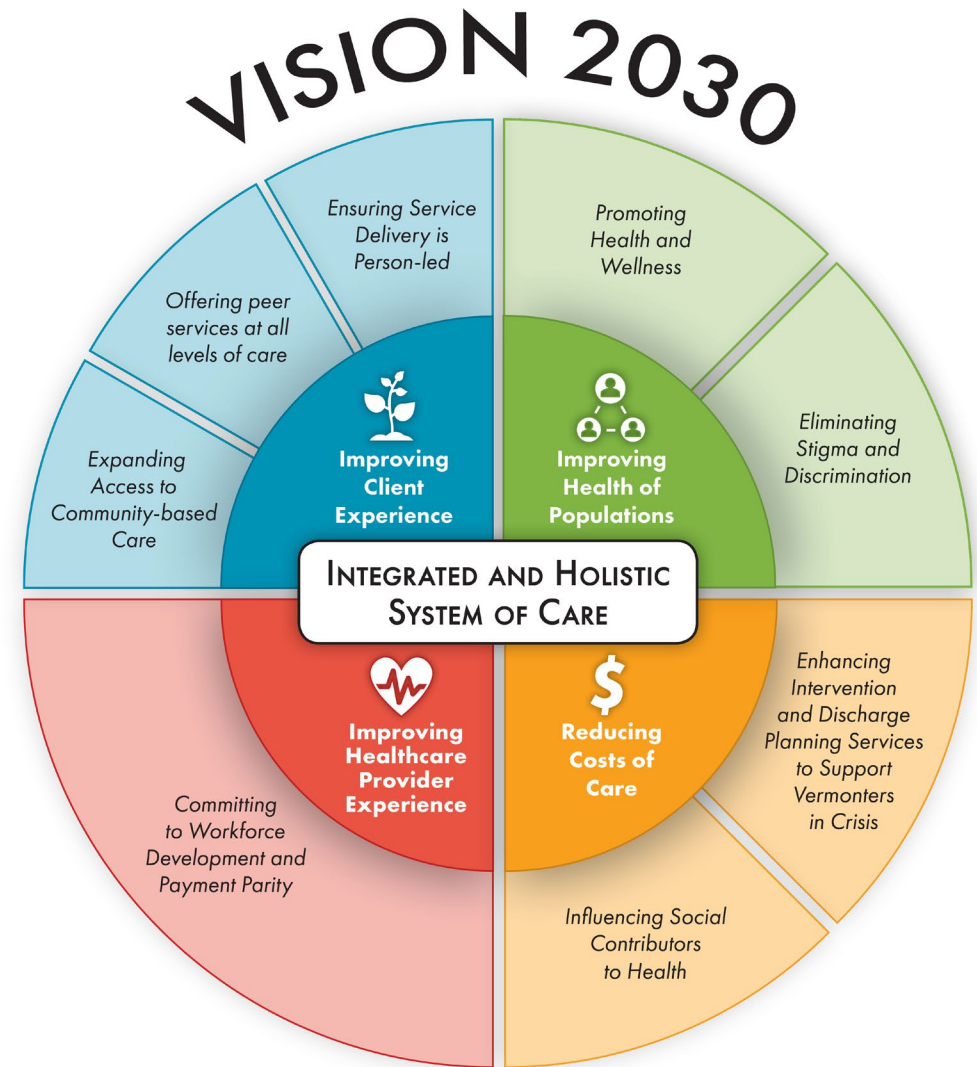 VISION 2030
Ensuring Service
Delivery is
Person-led
Offering peer
services at all
levels of care
Expanding
Access to
Community-based
Care
Improving
Client
Experience
Promoting
Health and
Wellness
Eliminating
Stigma and
Discrimination
Improving
Health of
Populations
INTEGRATED AND HOLISTIC
SYSTEM OF CARE
Improving
Healthcare
Provider
Experience
Committing
to Workforce
Development and
Payment Parity
$
Reducing
Costs of
Care
Enhancing
Intervention
and Discharge
Planning Services
to Support
Vermonters
in Crisis
Influencing Social
Contributors
to Health